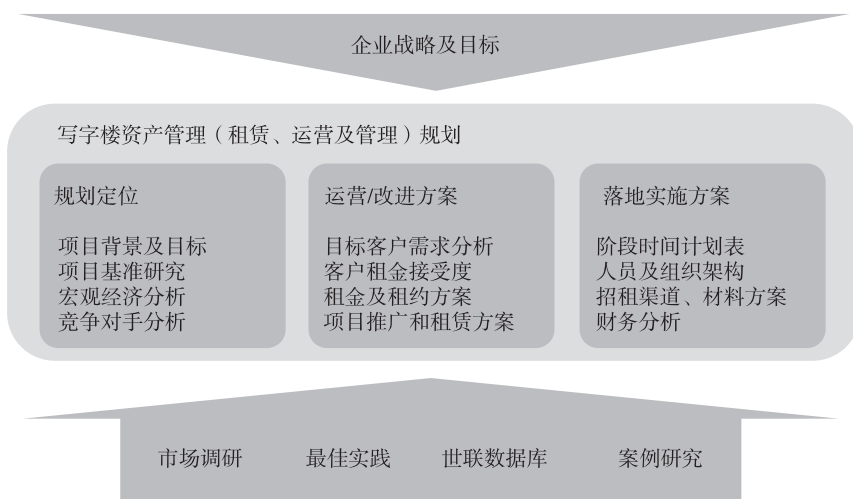 企业战略及目标
写字楼资产管理（租赁、运营及管理）规划
规划定位
项目背景及目标
项目基准研究
宏观经济分析
竞争对手分析
运营/改进方案
目标客户需求分析
客户租金接受度
租金及租约方案
项目推广和租赁方案
落地实施方案
阶段时间计划表
人员及组织架构
招租渠道、材料方案
财务分析
市场调研 最佳实践 世联数据库 案例研究